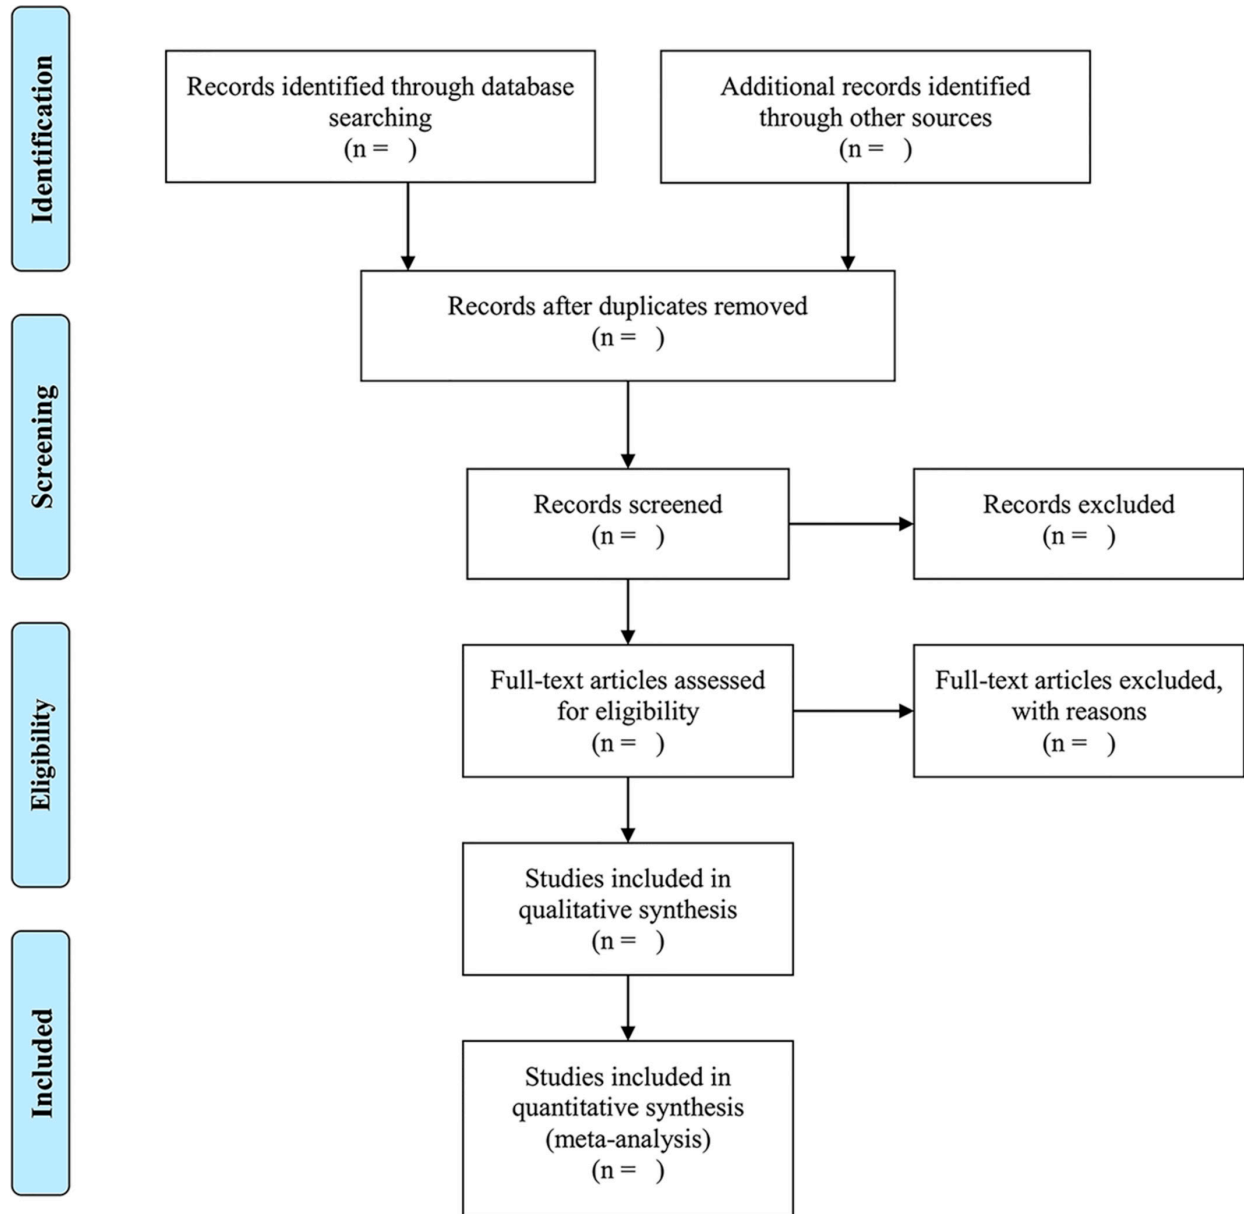 Identification
Records identified through database
searching
(n =   )
Additional records identified
through other sources
(n =   )
Records after duplicates removed
(n =   )
Screening
Records screened
(n =   )
Records excluded
(n =   )
Eligibility
Full-text articles assessed
for eligibility
(n =   )
Full-text articles excluded,
with reasons
(n =   )
Studies included in
qualitative synthesis
(n =   )
Included
Studies included in
quantitative synthesis
(meta-analysis)
(n =   )